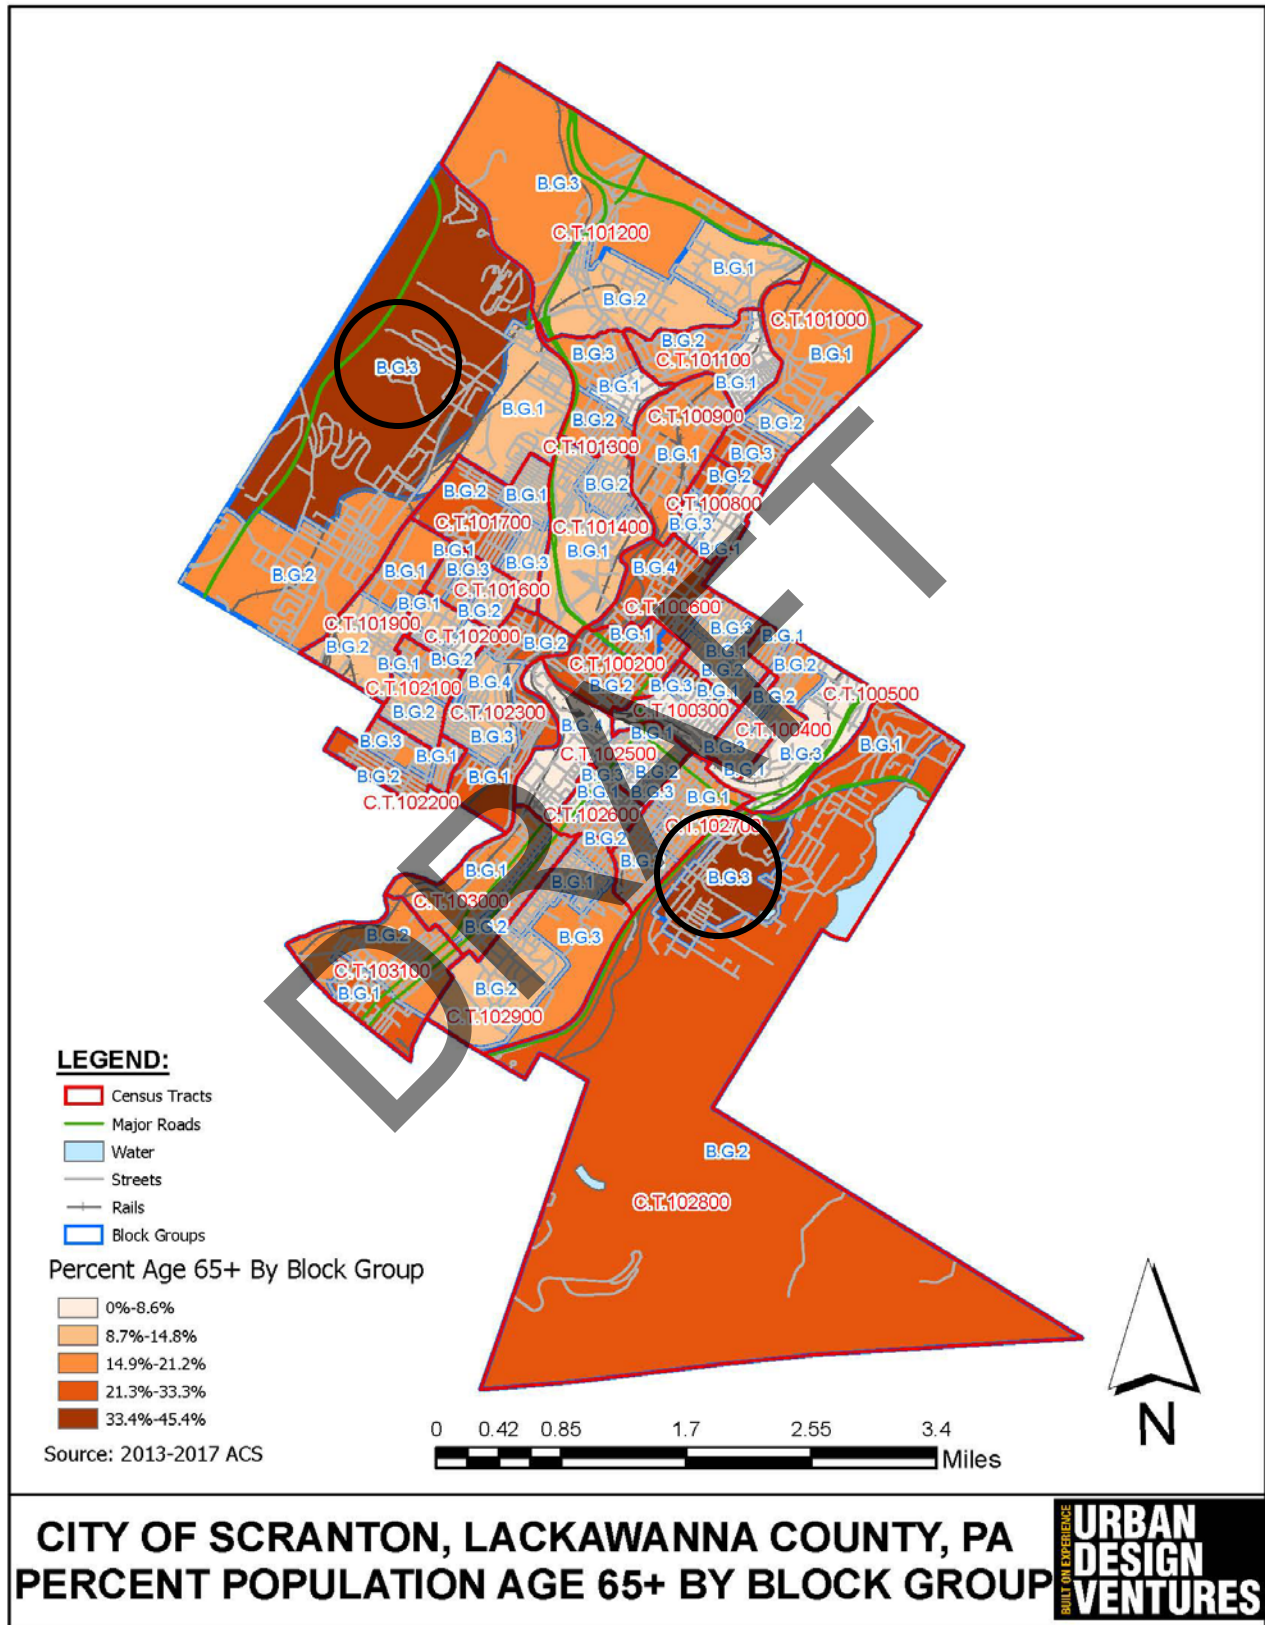 B.G.3
C.T.101200
B.G.1
B.G.2
C.T.101000
B.G.3
B.G.2
C.T.101100
B.G.1
B.G.3
B.G.1
B.G.1
B.G.1
B.G.2
C.T.100900
B.G.2
C.T.101300
B.G.1
B.G.3
B.G.2
B.G.2
B.G.1
B.G.2
C.T.100800
C.T.101700
C.T.101400
B.G.3
B.G.1
B.G.1
B.G.1
B.G.3
B.G.4
B.G.2
B.G.1
B.G.3
C.T.101600
B.G.1
B.G.2
C.T.100600
C.T.101900
C.T.102000
B.G.2
B.G.1
B.G.3
B.G.1
B.G.2
B.G.1
B.G.2
B.G.1
C.T.100200
B.G.2
B.G.2
C.T.102100
B.G.4
B.G.2
B.G.3
B.G.1
B.G.2
C.T.100500
B.G.2
C.T.102300
B.G.4
C.T.100300
C.T.100400
B.G.3
B.G.3
B.G.1
B.G.3
B.G.3
B.G.1
B.G.1
C.T.102500
B.G.2
B.G.1
B.G.1
B.G.3
B.G.2
B.G.1
B.G.3
B.G.1
C.T.102200
C.T.102600
C.T.102700
B.G.2
B.G.1
B.G.1
B.G.3
C.T.103000
B.G.2
B.G.2
B.G.3
C.T.103100
B.G.1
B.G.2
C.T.102900
B.G.2
C.T.102800
DRAFT
LEGEND:
Census Tracts
Major Roads
Water
Streets
Rails
Block Groups
Percent Age 65+ By Block Group
0%-8.6%
8.7%-14.8%
14.9%-21.2%
21.3%-33.3%
33.4%-45.4%
Source: 2013-2017 ACS
0 0.42 0.85 1.7 2.55 3.4
Miles
N
CITY OF SCRANTON, LACKAWANNA COUNTY, PA
PERCENT POPULATION AGE 65+ BY BLOCK GROUP
BUILT ON EXPERIENCE
URBAN
DESIGN
VENTURES